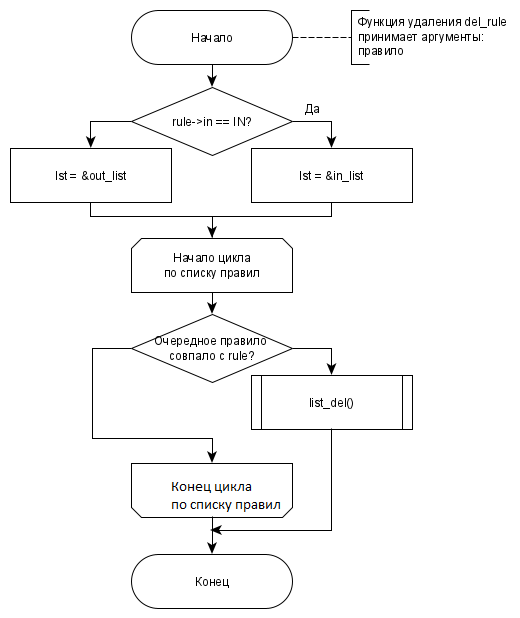 Начало
Функция удаления del_rule
принимает аргументы:
правило
rule->in == IN?
Да
lst = &out_list
lst = &in_list
Начало цикла
по списку правил
Очередное правило
совпало с rule?
list_del()
Конец цикла
по списку правил
Конец